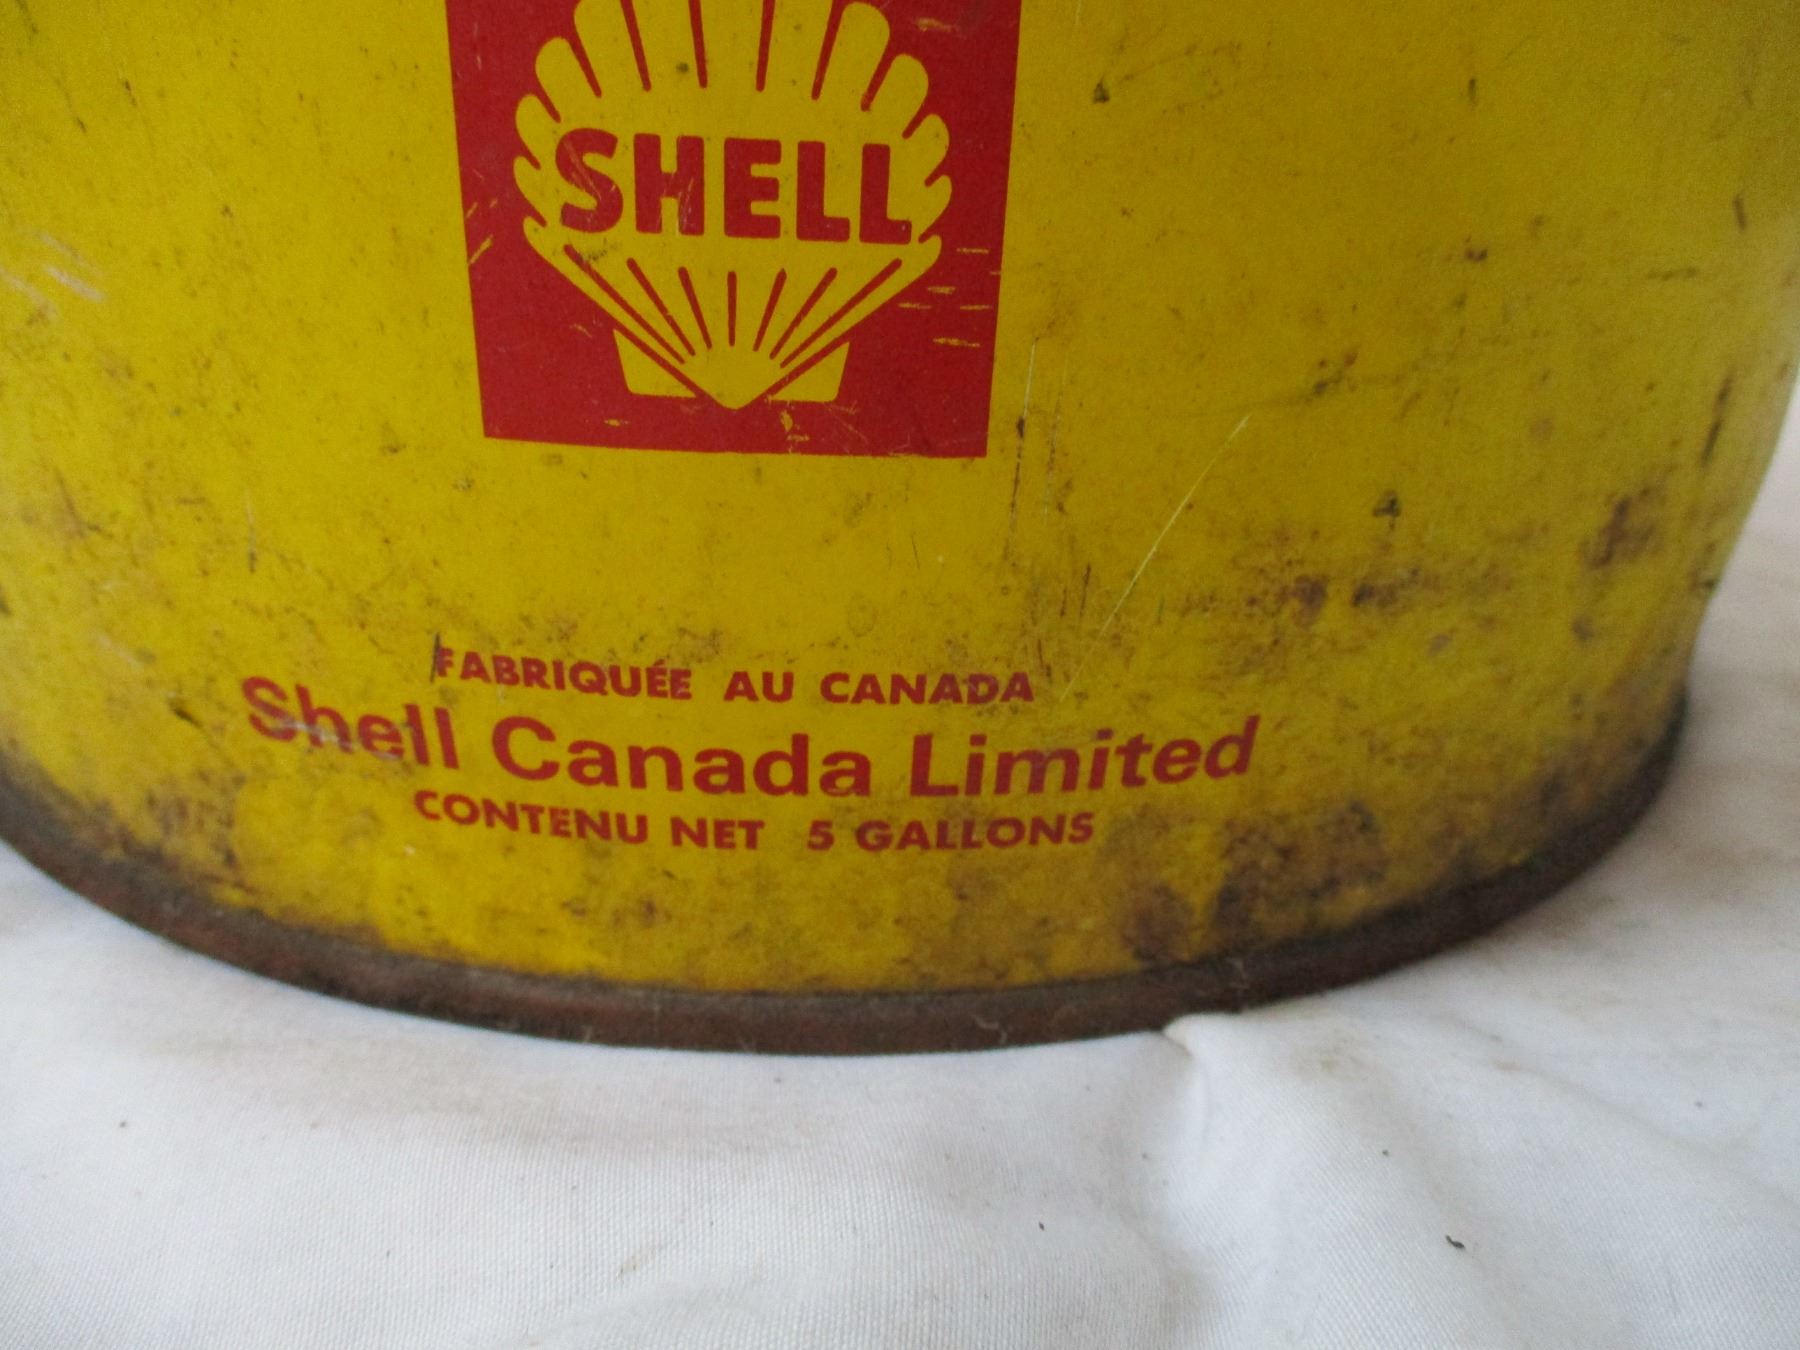 SHELL
FABRIQUÉE AU CANADA
Shell Canada Limited
CONTENU NET 5 GALLONS